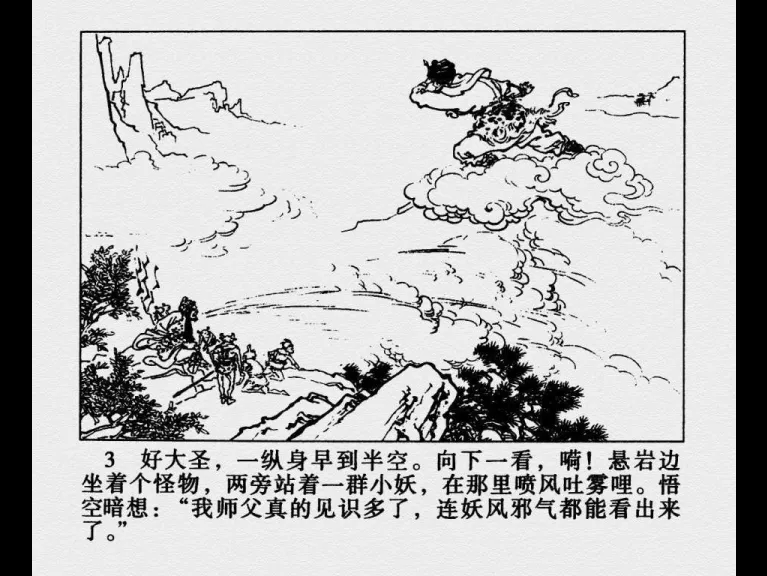 3 好大圣，一纵身早到半空。向下一看，嗬！悬岩边
坐着个怪物，两旁站着一群小妖，在那里喷风吐雾哩。悟
空暗想：“我师父真的见识多了，连妖风邪气都能看出来
了。”